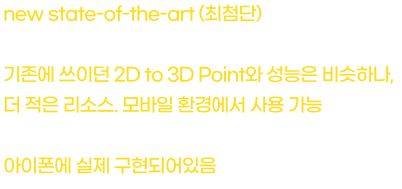 new state-of-the-art (최첨단)
기존에 쓰이던 2D to 3D Point와 성능은 비슷하나,
더 적은 리소스. 모바일 환경에서 사용 가능
아이폰에 실제 구현되어있음